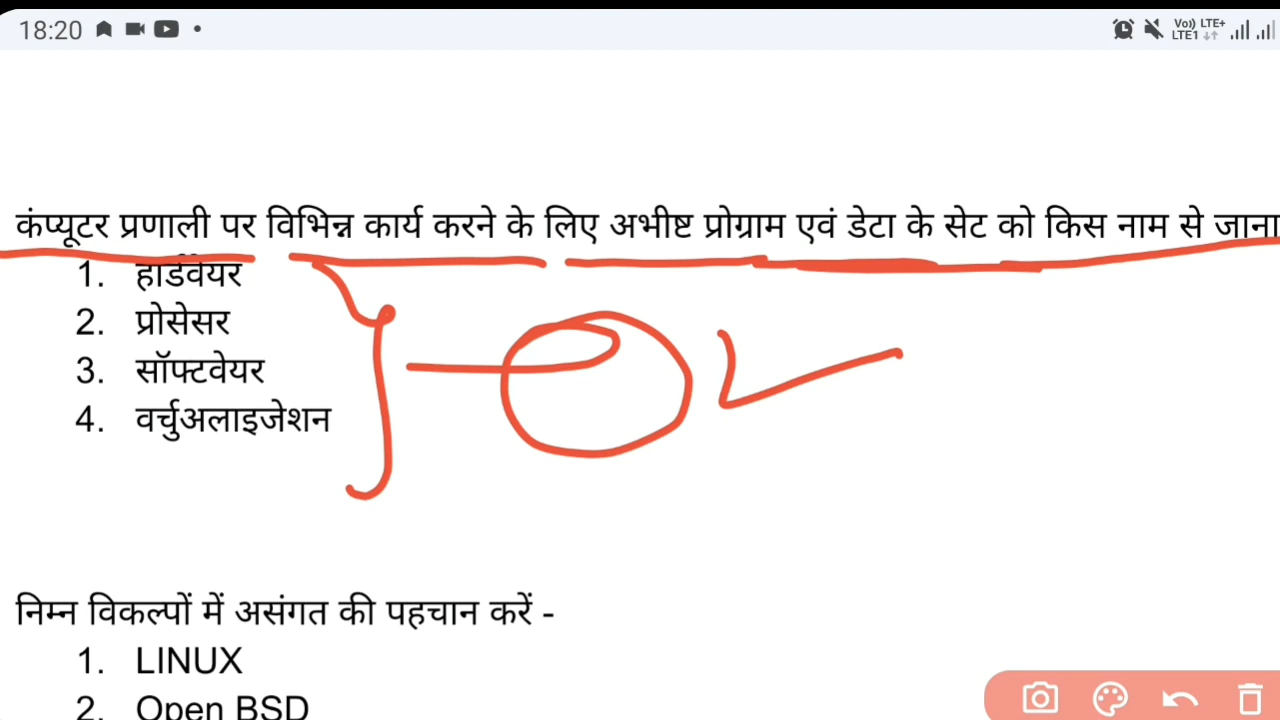 18:20
Vo)) LTE+
LTE1
कंप्यूटर प्रणाली पर विभिन्न कार्य करने के लिए अभीष्ट प्रोग्राम एवं डेटा के सेट को किस नाम से जाना
1. हार्डवेयर
2. प्रोसेसर
3. सॉफ्टवेयर
4. वर्चुअलाइजेशन
निम्न विकल्पों में असंगत की पहचान करें -
1. LINUX
2. Open BSD